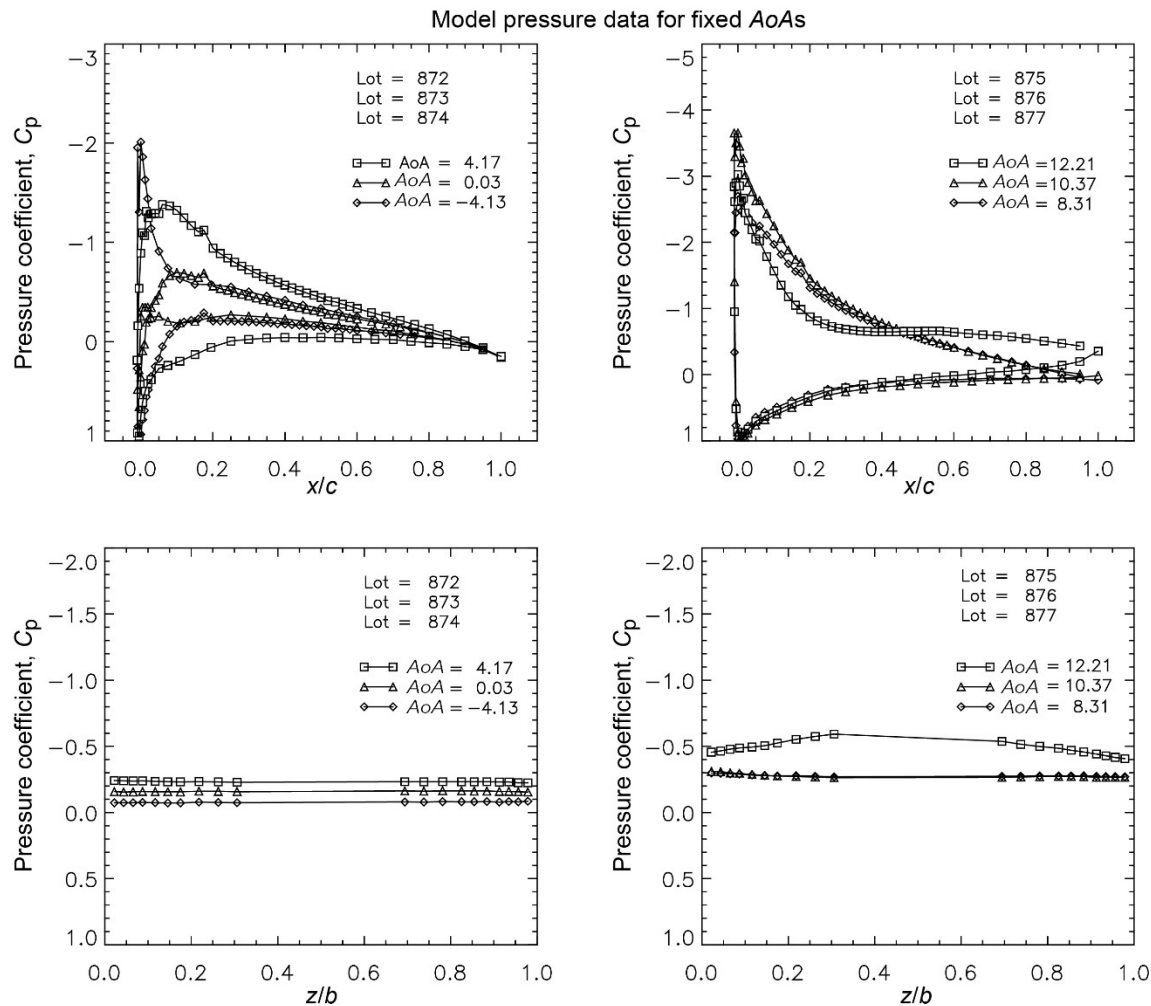 Model pressure data for fixed AoAs
Pressure coefficient, Cp
−3
−2
−1
0
1
Lot = 872
Lot = 873
Lot = 874
AoA = 4.17
AoA = 0.03
AoA = −4.13
0.0 0.2 0.4 0.6 0.8 1.0
x/c
Pressure coefficient, Cp
−5
−4
−3
−2
−1
0
1
Lot = 875
Lot = 876
Lot = 877
AoA = 12.21
AoA = 10.37
AoA = 8.31
0.0 0.2 0.4 0.6 0.8 1.0
x/c
Pressure coefficient, Cp
−2.0
−1.5
−1.0
−0.5
0.0
0.5
1.0
Lot = 872
Lot = 873
Lot = 874
AoA = 4.17
AoA = 0.03
AoA = −4.13
0.0 0.2 0.4 0.6 0.8 1.0
z/b
Pressure coefficient, Cp
−2.0
−1.5
−1.0
−0.5
0.0
0.5
1.0
Lot = 875
Lot = 876
Lot = 877
AoA = 12.21
AoA = 10.37
AoA = 8.31
0.0 0.2 0.4 0.6 0.8 1.0
z/b